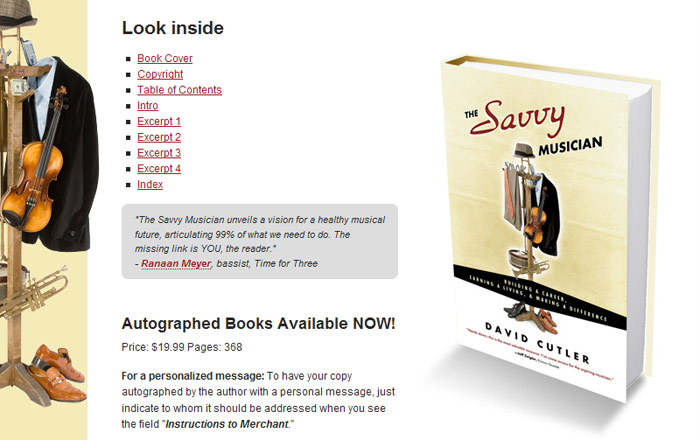 Look inside
Book Cover
Copyright
Table of Contents
Intro
Excerpt 1
Excerpt 2
Excerpt 3
Excerpt 4
Index
"The Savvy Musician unveils a vision for a healthy musical
future, articulating 99% of what we need to do. The
missing link is YOU, the reader."
- Ranaan Meyer, bassist, Time for Three
Autographed Books Available NOW!
Price: $19.99 Pages: 368
For a personalized message: To have your copy
autographed by the author with a personal message, just
indicate to whom it should be addressed when you see
the field "Instructions to Merchant."
THE Savvy
MUSICIAN
BUILDING A CAREER,
EARNING A LIVING, & MAKING A DIFFERENCE
DAVID CUTLER